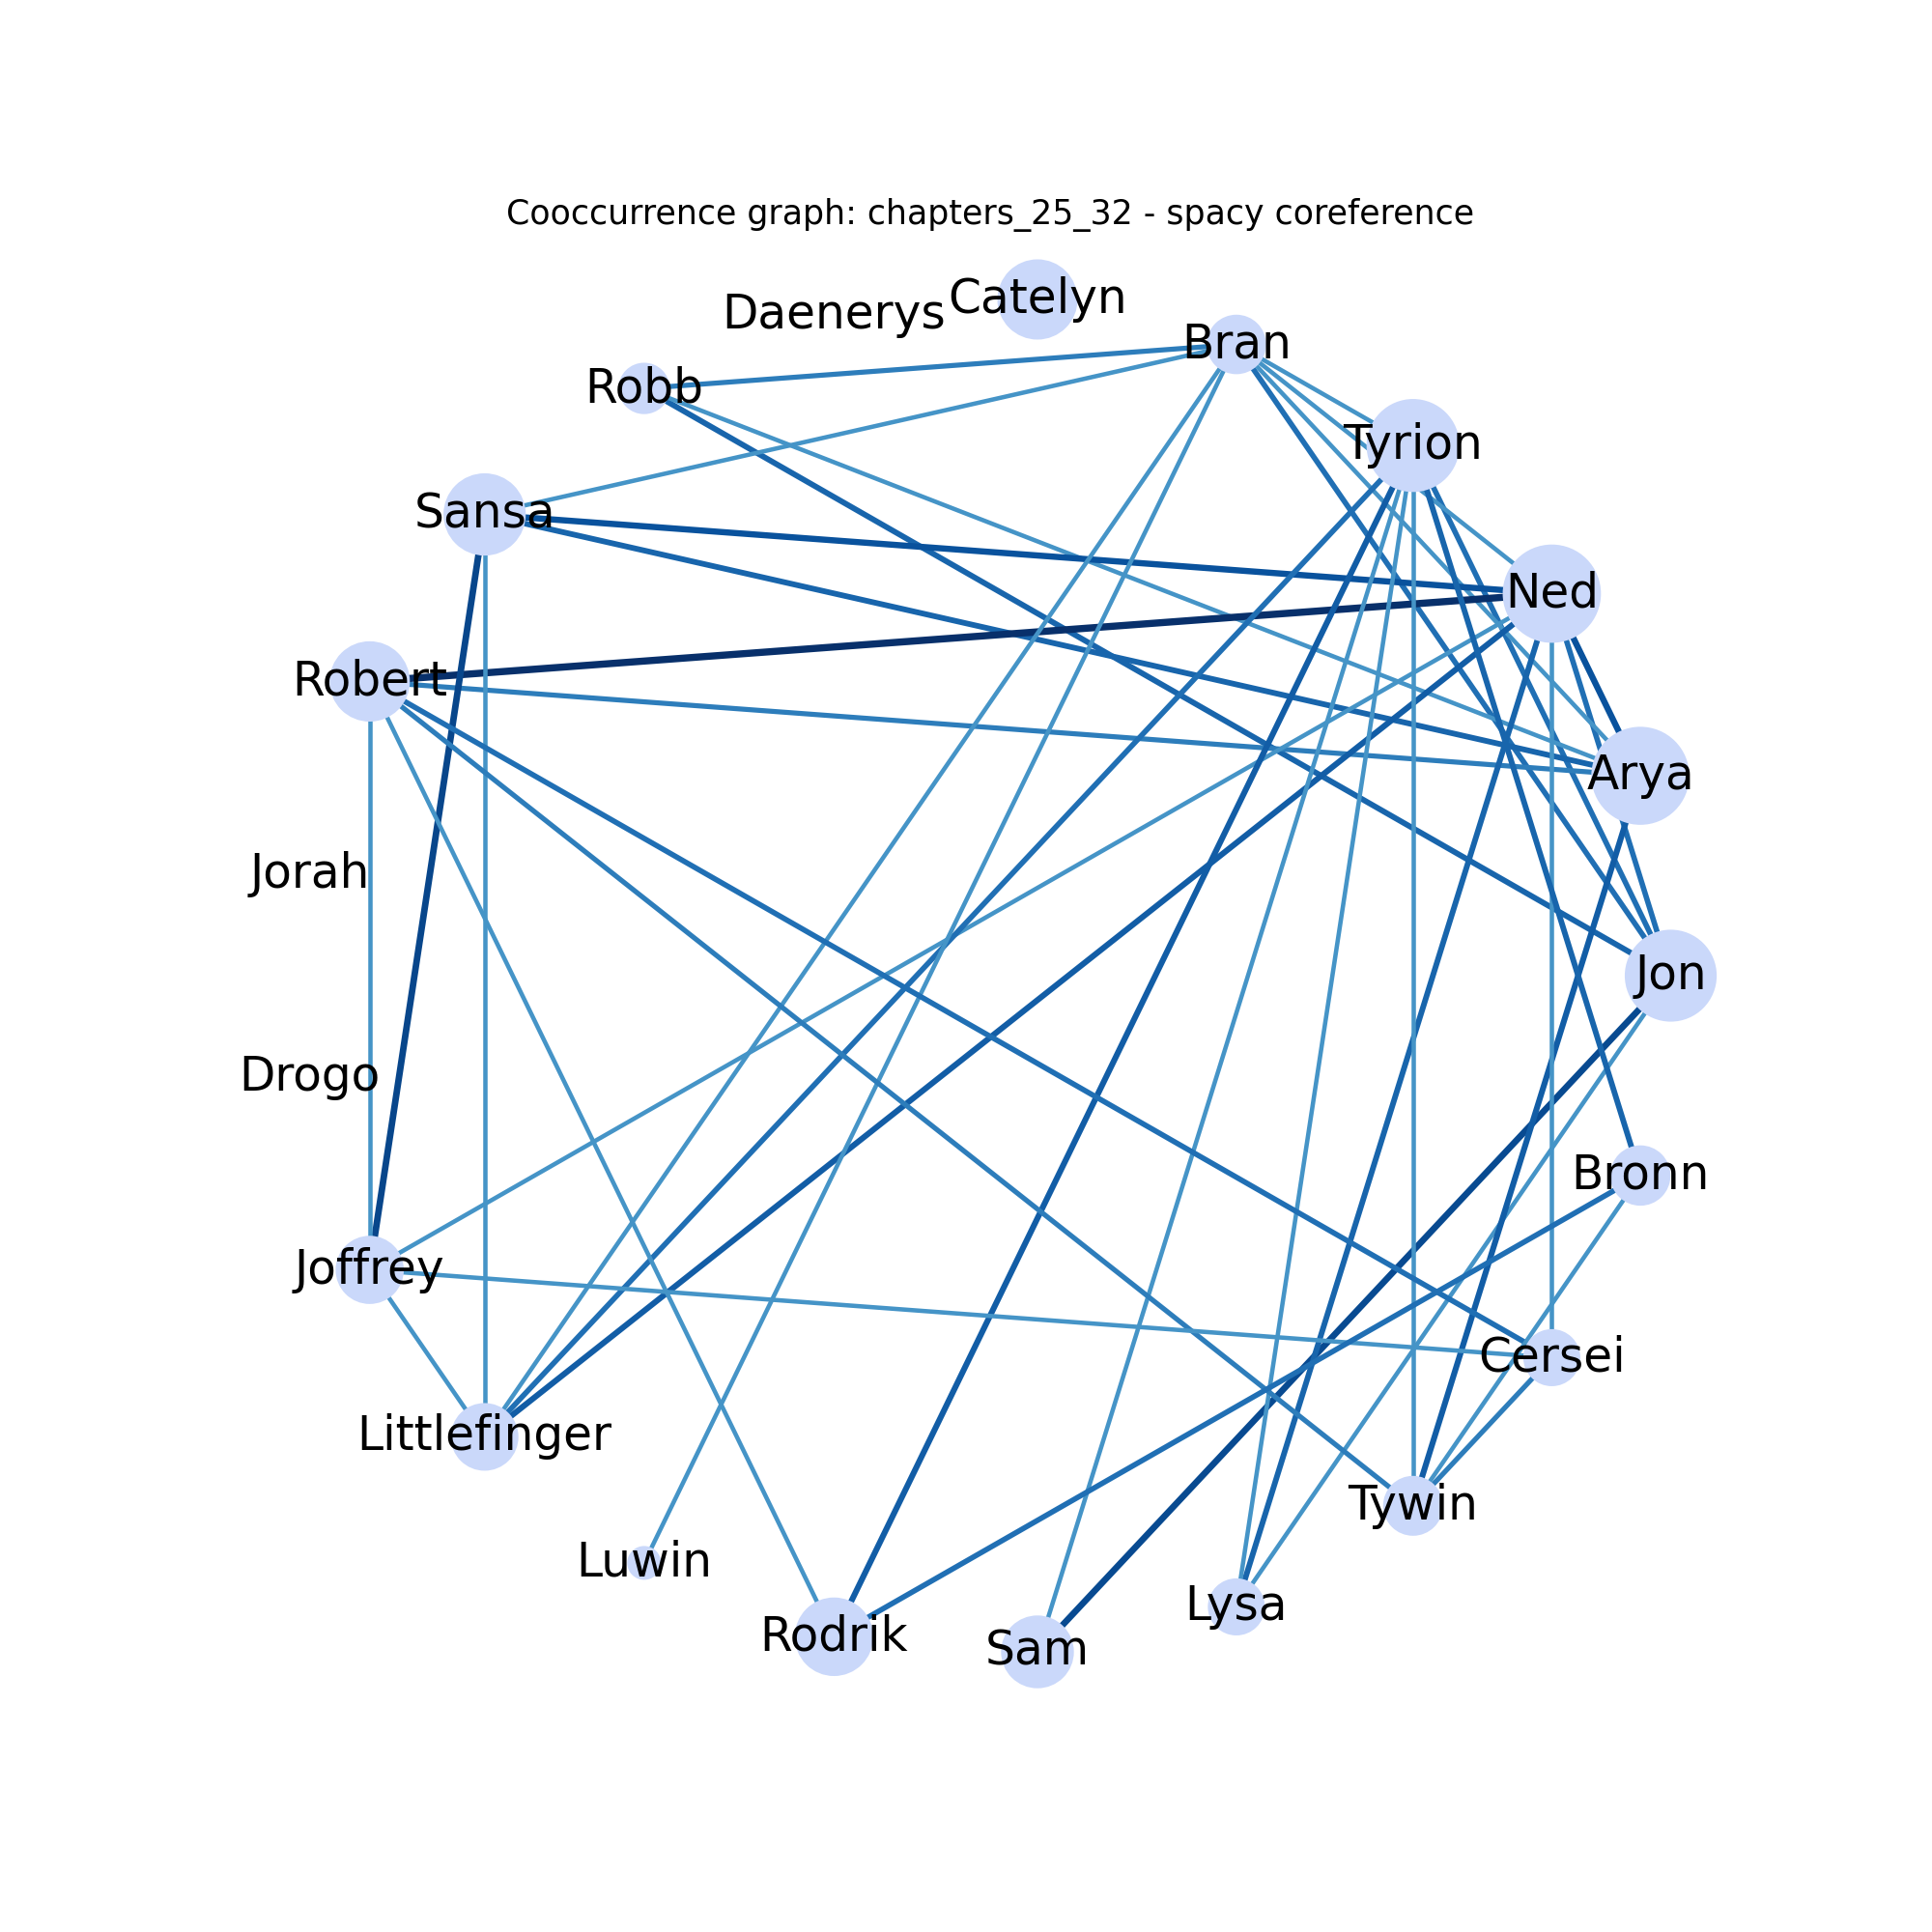 Cooccurrence graph: chapters_25_32 - spacy coreference
Catelyn
Daenerys
Bran
Robb
Tyrion
Sansa
Ned
Robert
Arya
Jorah
Jon
Drogo
Bronn
Joffrey
Cersei
Littlefinger
Tywin
Luwin
Lysa
Rodrik
Sam